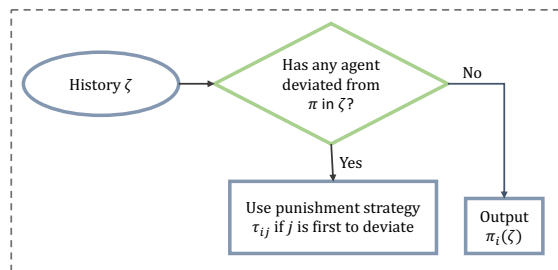 History ζ
Has any agent
deviated from
π in ζ?
No
Yes
Use punishment strategy
τᵢⱼ if j is first to deviate
Output
πᵢ(ζ)